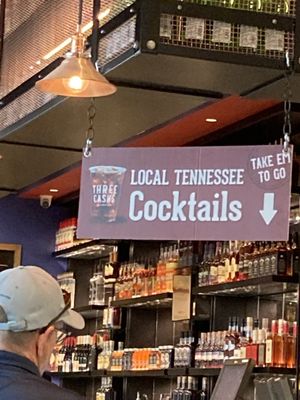 THREE
CASKS
LOCAL TENNESSEE
Cocktails
TAKE EM
TO GO